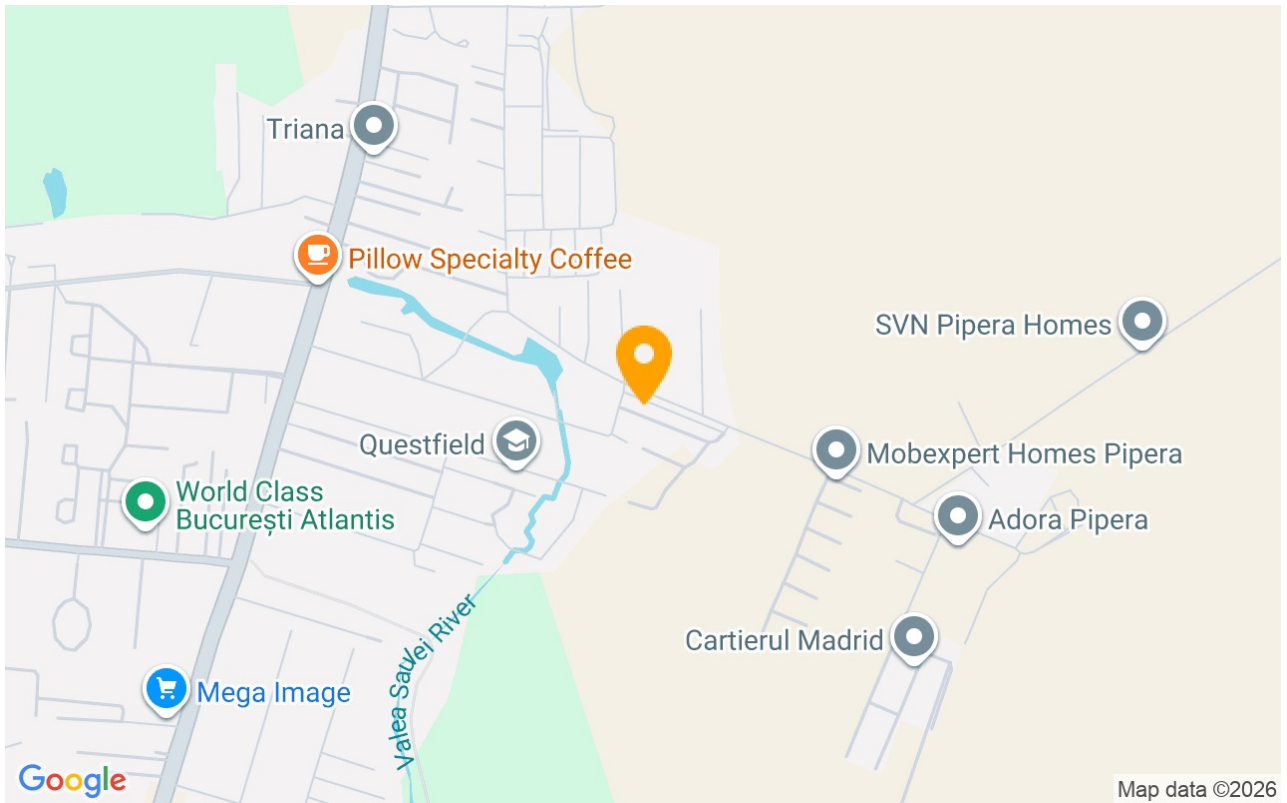 Triana
Pillow Specialty Coffee
SVN Pipera Homes
Questfield
Mobexpert Homes Pipera
World Class
București Atlantis
Adora Pipera
Cartierul Madrid
Valea Saulei River
Mega Image
Google
Map data ©2026